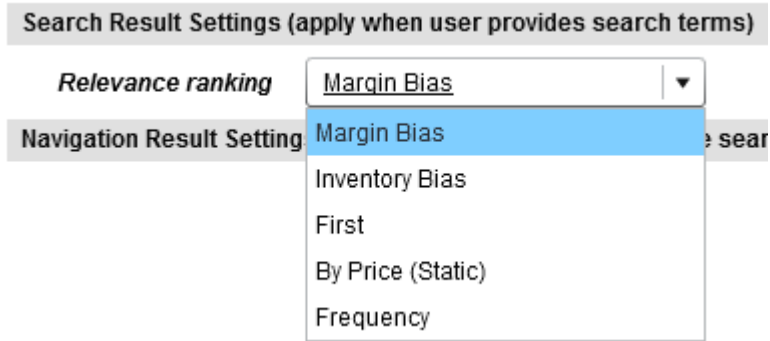 Search Result Settings (apply when user provides search terms)
Relevance ranking Margin Bias
Navigation Result Setting
Margin Bias
Inventory Bias
First
By Price (Static)
Frequency